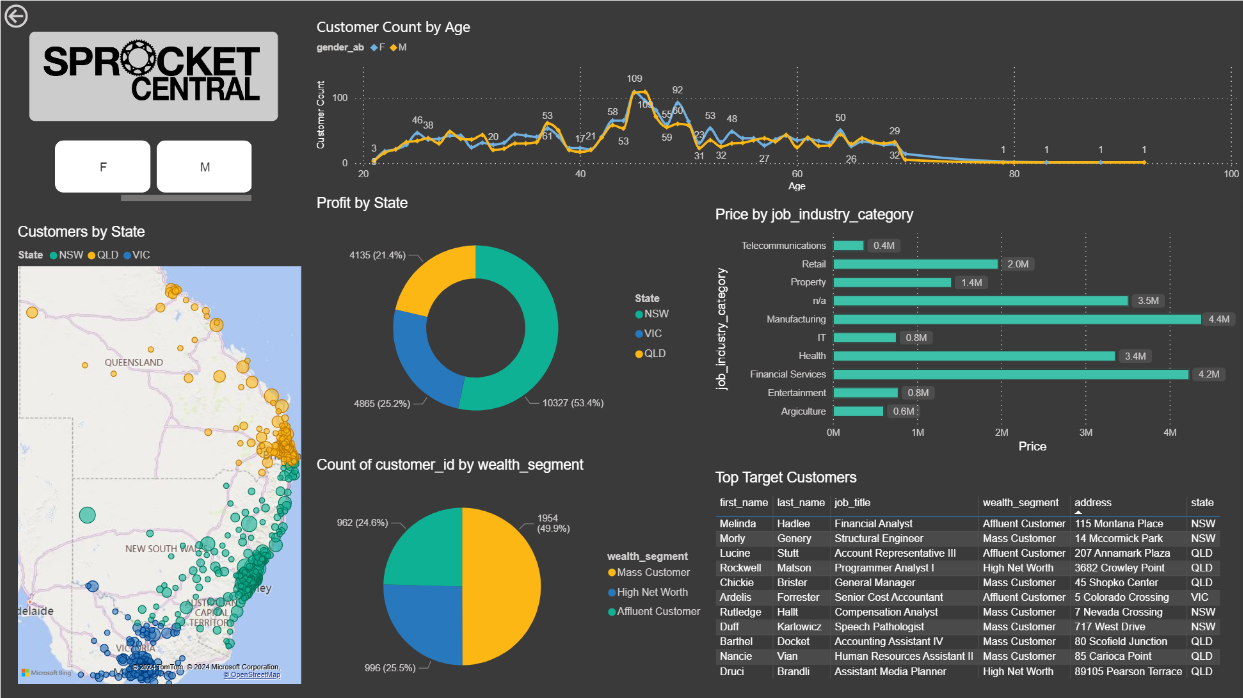 SPROCKET
CENTRAL
F
M
Customers by State
State NSW QLD VIC
QUEENSLAND
NEW SOUTH WAL
ney
AUSTRALIAN
CAPITAL
TERRITOR
delaide
VICTORIA
Microsoft Bing
© 2024 TomTom, © 2024 Microsoft Corporation,
© OpenStreetMap
Customer Count by Age
gender_ab F M
Customer Count
100
0
3
46
38
20
53
61
17
21
58
53
109
109
55
59
92
60
23
31
53
32
48
27
50
26
29
32
1
1
1
1
20 40 60 80 100
Age
Profit by State
4135 (21.4%)
4865 (25.2%)
10327 (53.4%)
State
NSW
VIC
QLD
Price by job_industry_category
job_industry_category
Telecommunications 0.4M
Retail 2.0M
Property 1.4M
n/a 3.5M
Manufacturing 4.4M
IT 0.8M
Health 3.4M
Financial Services 4.2M
Entertainment 0.8M
Argiculture 0.6M
0M 1M 2M 3M 4M
Price
Count of customer_id by wealth_segment
962 (24.6%)
1954
(49.9%)
996 (25.5%)
wealth_segment
Mass Customer
High Net Worth
Affluent Customer
Top Target Customers
first_name last_name job_title wealth_segment address state
Melinda Hadlee Financial Analyst Affluent Customer 115 Montana Place NSW
Morly Genery Structural Engineer Mass Customer 14 Mccormick Park NSW
Lucine Stutt Account Representative III Affluent Customer 207 Annamark Plaza QLD
Rockwell Matson Programmer Analyst I High Net Worth 3682 Crowley Point QLD
Chickie Brister General Manager Mass Customer 45 Shopko Center QLD
Ardelis Forrester Senior Cost Accountant Affluent Customer 5 Colorado Crossing VIC
Rutledge Hallt Compensation Analyst Mass Customer 7 Nevada Crossing NSW
Duff Karlowicz Speech Pathologist Mass Customer 717 West Drive NSW
Barthel Docket Accounting Assistant IV Mass Customer 80 Scofield Junction QLD
Nancie Vian Human Resources Assistant II Mass Customer 85 Carioca Point QLD
Druci Brandli Assistant Media Planner High Net Worth 89105 Pearson Terrace QLD